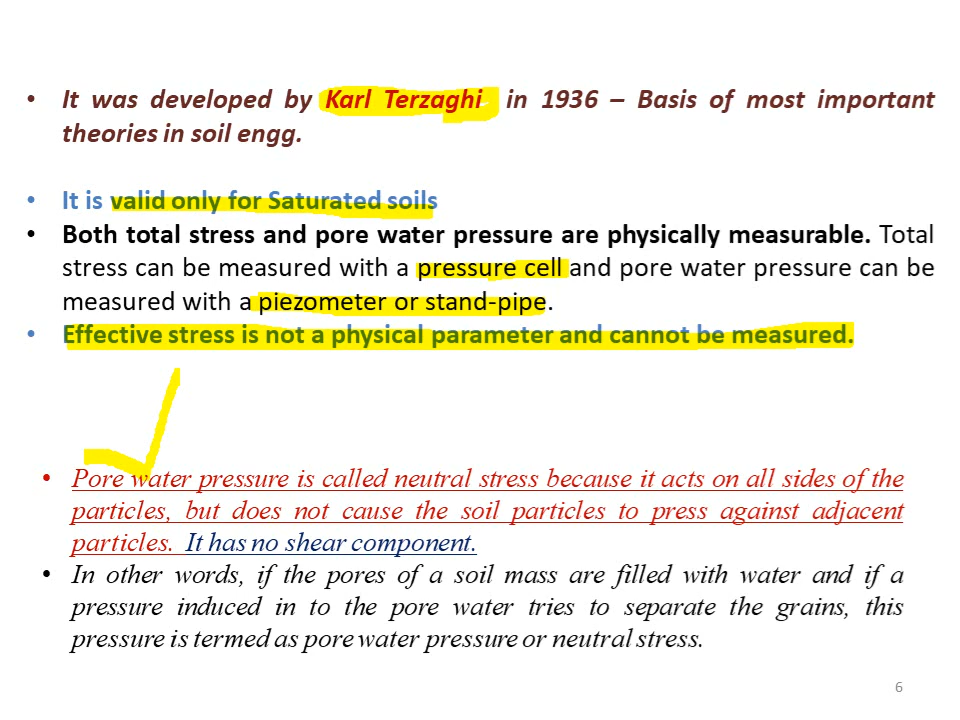 • It was developed by Karl Terzaghi in 1936 – Basis of most important
theories in soil engg.
• It is valid only for Saturated soils
• Both total stress and pore water pressure are physically measurable. Total
stress can be measured with a pressure cell and pore water pressure can be
measured with a piezometer or stand-pipe.
• Effective stress is not a physical parameter and cannot be measured.
• Pore water pressure is called neutral stress because it acts on all sides of the
particles, but does not cause the soil particles to press against adjacent
particles. It has no shear component.
• In other words, if the pores of a soil mass are filled with water and if a
pressure induced in to the pore water tries to separate the grains, this
pressure is termed as pore water pressure or neutral stress.
6